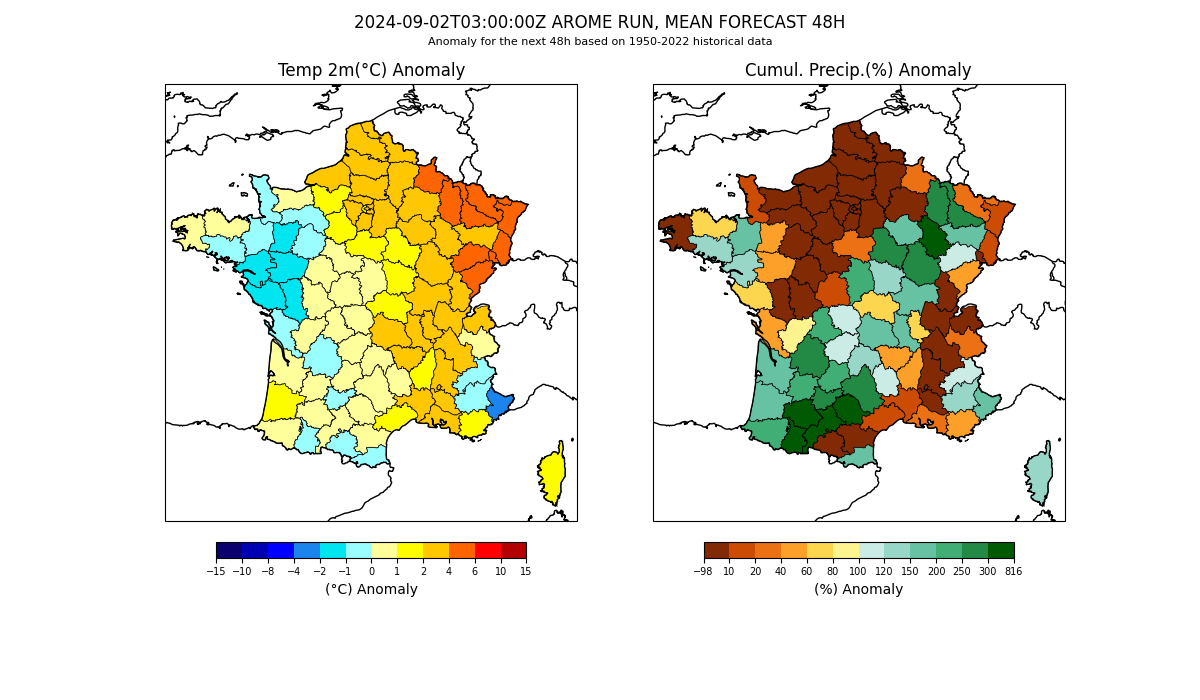 2024-09-02T03:00:00Z AROME RUN, MEAN FORECAST 48H
Anomaly for the next 48h based on 1950-2022 historical data
Temp 2m(°C) Anomaly
Cumul. Precip.(%) Anomaly
−15 −10 −8 −4 −2 −1 0 1 2 4 6 10 15
(°C) Anomaly
−98 10 20 40 60 80 100 120 150 200 250 300 816
(%) Anomaly